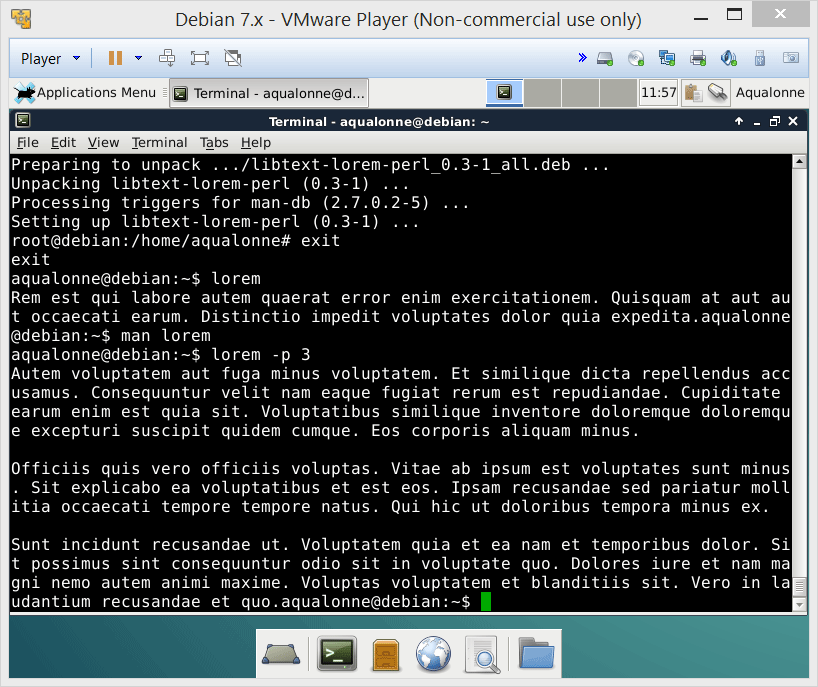 Debian 7.x - VMware Player (Non-commercial use only)
Player
Applications Menu
Terminal - aqualonne@d...
11:57
Aqualonne
Terminal - aqualonne@debian: ~
File Edit View Terminal Tabs Help
Preparing to unpack .../libtext-lorem-perl_0.3-1_all.deb ...
Unpacking libtext-lorem-perl (0.3-1) ...
Processing triggers for man-db (2.7.0.2-5) ...
Setting up libtext-lorem-perl (0.3-1) ...
root@debian:/home/aqualonne# exit
exit
aqualonne@debian:~$ lorem
Rem est qui labore autem quaerat error enim exercitationem. Quisquam at aut au
t occaecati earum. Distinctio impedit voluptates dolor quia expedita.aqualonne
@debian:~$ man lorem
aqualonne@debian:~$ lorem -p 3
Autem voluptatem aut fuga minus voluptatem. Et similique dicta repellendus acc
usamus. Consequuntur velit nam eaque fugiat rerum est repudiandae. Cupiditate
earum enim est quia sit. Voluptatibus similique inventore doloremque doloremqu
e excepturi suscipit quidem cumque. Eos corporis aliquam minus.
Officiis quis vero officiis voluptas. Vitae ab ipsum est voluptates sunt minus
. Sit explicabo ea voluptatibus et est eos. Ipsam recusandae sed pariatur moll
itia occaecati tempore tempore natus. Qui hic ut doloribus tempora minus ex.
Sunt incidunt recusandae ut. Voluptatem quia et ea nam et temporibus dolor. Si
t possimus sint consequuntur odio sit in voluptate quo. Dolores iure et nam ma
gni nemo autem animi maxime. Voluptas voluptatem et blanditiis sit. Vero in la
udantium recusandae et quo.aqualonne@debian:~$